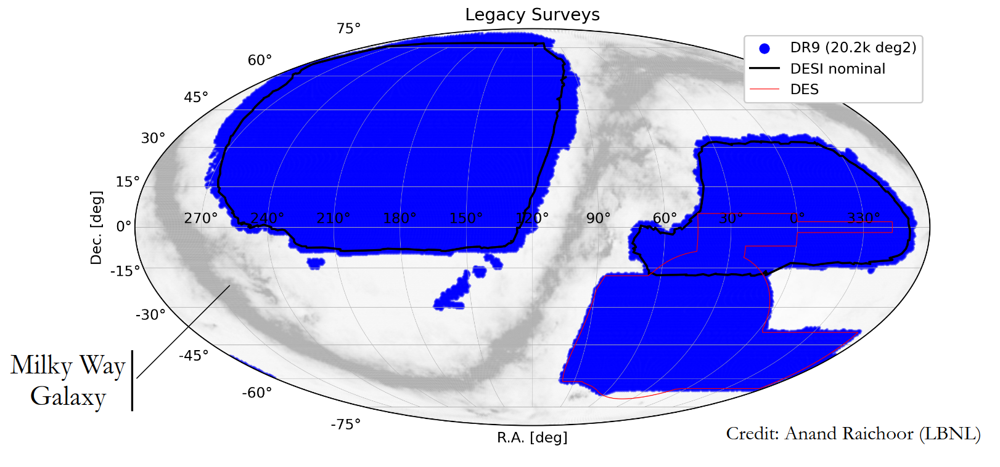 Legacy Surveys
75°
60°
45°
30°
15°
0°
-15°
-30°
-45°
-60°
-75°
Dec. [deg]
270° 240° 210° 180° 150° 120° 90° 60° 30° 0° 330°
R.A. [deg]
DR9 (20.2k deg2)
DESI nominal
DES
Milky Way
Galaxy
Credit: Anand Raichoor (LBNL)